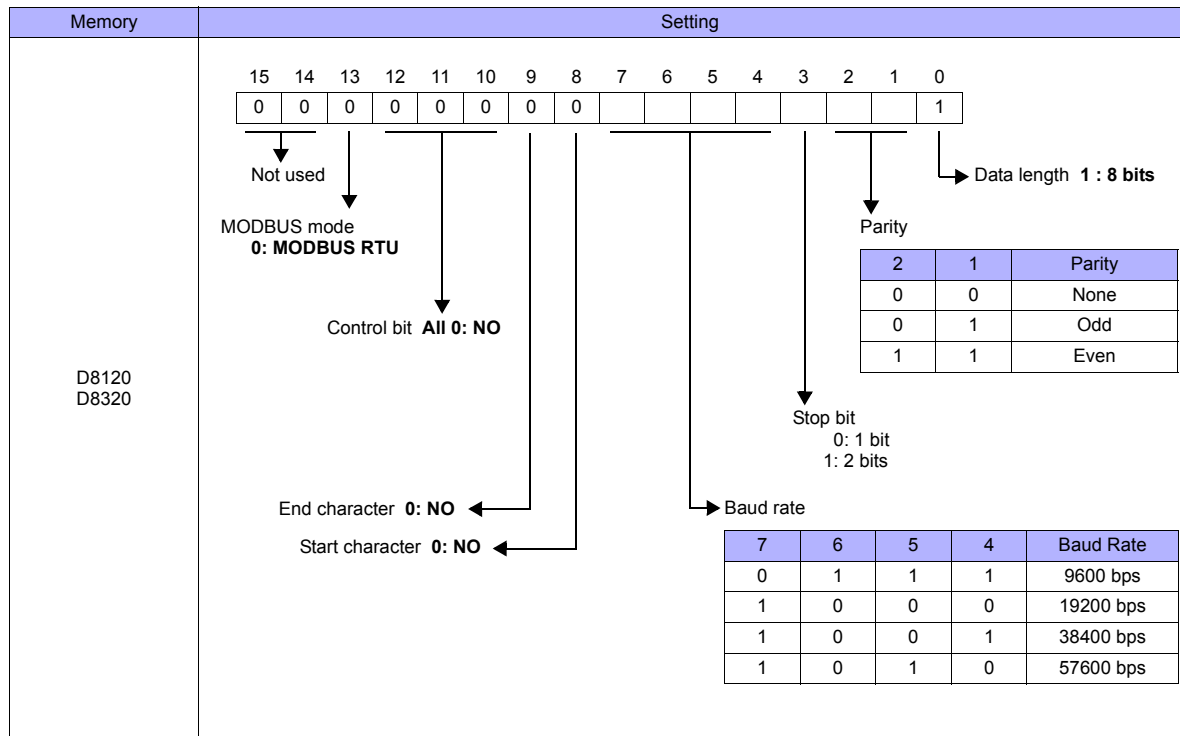 Memory Setting
15 14 13 12 11 10 9 8 7 6 5 4 3 2 1 0
0 0 0 0 0 0 0 0 1
Not used
Data length 1 : 8 bits
MODBUS mode
0: MODBUS RTU
Parity
2 1 Parity
0 0 None
0 1 Odd
1 1 Even
Control bit All 0: NO
D8120
D8320
Stop bit
0: 1 bit
1: 2 bits
End character 0: NO
Start character 0: NO
Baud rate
7 6 5 4 Baud Rate
0 1 1 1 9600 bps
1 0 0 0 19200 bps
1 0 0 1 38400 bps
1 0 1 0 57600 bps